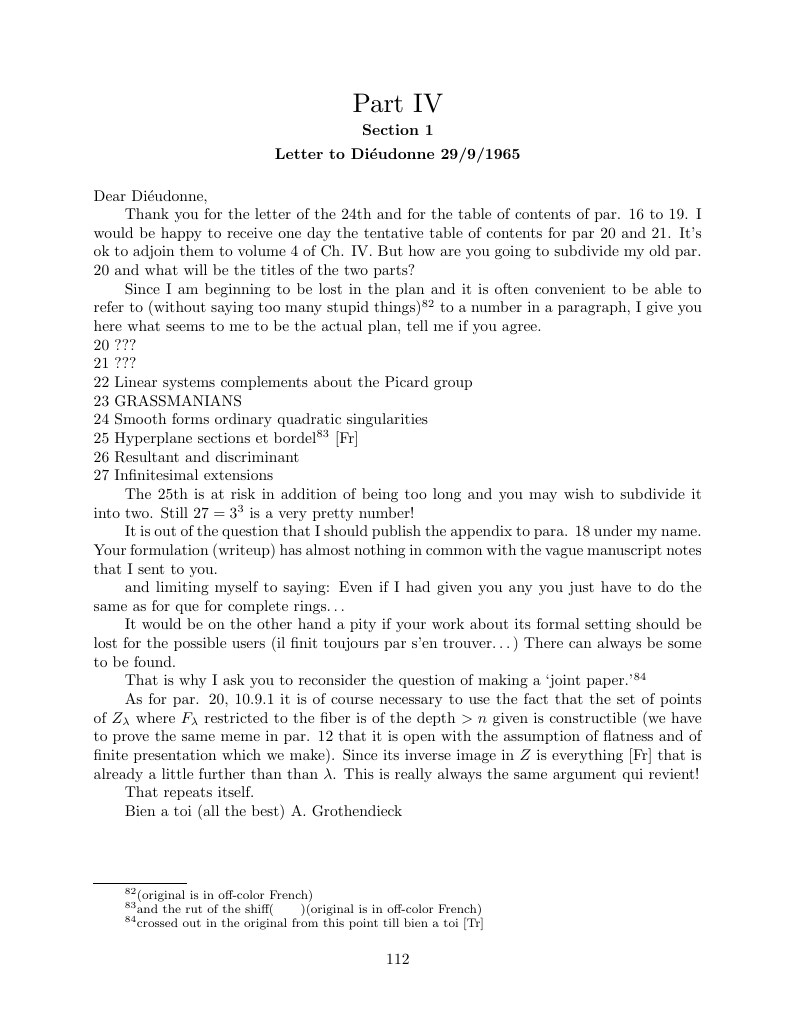 Part IV
Section 1
Letter to Diéudonne 29/9/1965
Dear Diéudonne,
Thank you for the letter of the 24th and for the table of contents of par. 16 to 19. I
would be happy to receive one day the tentative table of contents for par 20 and 21. It's
ok to adjoin them to volume 4 of Ch. IV. But how are you going to subdivide my old par.
20 and what will be the titles of the two parts?
Since I am beginning to be lost in the plan and it is often convenient to be able to
refer to (without saying too many stupid things)⁸² to a number in a paragraph, I give you
here what seems to me to be the actual plan, tell me if you agree.
20 ???
21 ???
22 Linear systems complements about the Picard group
23 GRASSMANIANS
24 Smooth forms ordinary quadratic singularities
25 Hyperplane sections et bordel⁸³ [Fr]
26 Resultant and discriminant
27 Infinitesimal extensions
The 25th is at risk in addition of being too long and you may wish to subdivide it
into two. Still 27 = 3³ is a very pretty number!
It is out of the question that I should publish the appendix to para. 18 under my name.
Your formulation (writeup) has almost nothing in common with the vague manuscript notes
that I sent to you.
and limiting myself to saying: Even if I had given you any you just have to do the
same as for que for complete rings...
It would be on the other hand a pity if your work about its formal setting should be
lost for the possible users (il finit toujours par s'en trouver...) There can always be some
to be found.
That is why I ask you to reconsider the question of making a 'joint paper.'⁸⁴
As for par. 20, 10.9.1 it is of course necessary to use the fact that the set of points
of Z_λ where F_λ restricted to the fiber is of the depth > n given is constructible (we have
to prove the same meme in par. 12 that it is open with the assumption of flatness and of
finite presentation which we make). Since its inverse image in Z is everything [Fr] that is
already a little further than than λ. This is really always the same argument qui revient!
That repeats itself.
Bien a toi (all the best) A. Grothendieck
⁸²(original is in off-color French)
⁸³and the rut of the shiff( )(original is in off-color French)
⁸⁴crossed out in the original from this point till bien a toi [Tr]
112